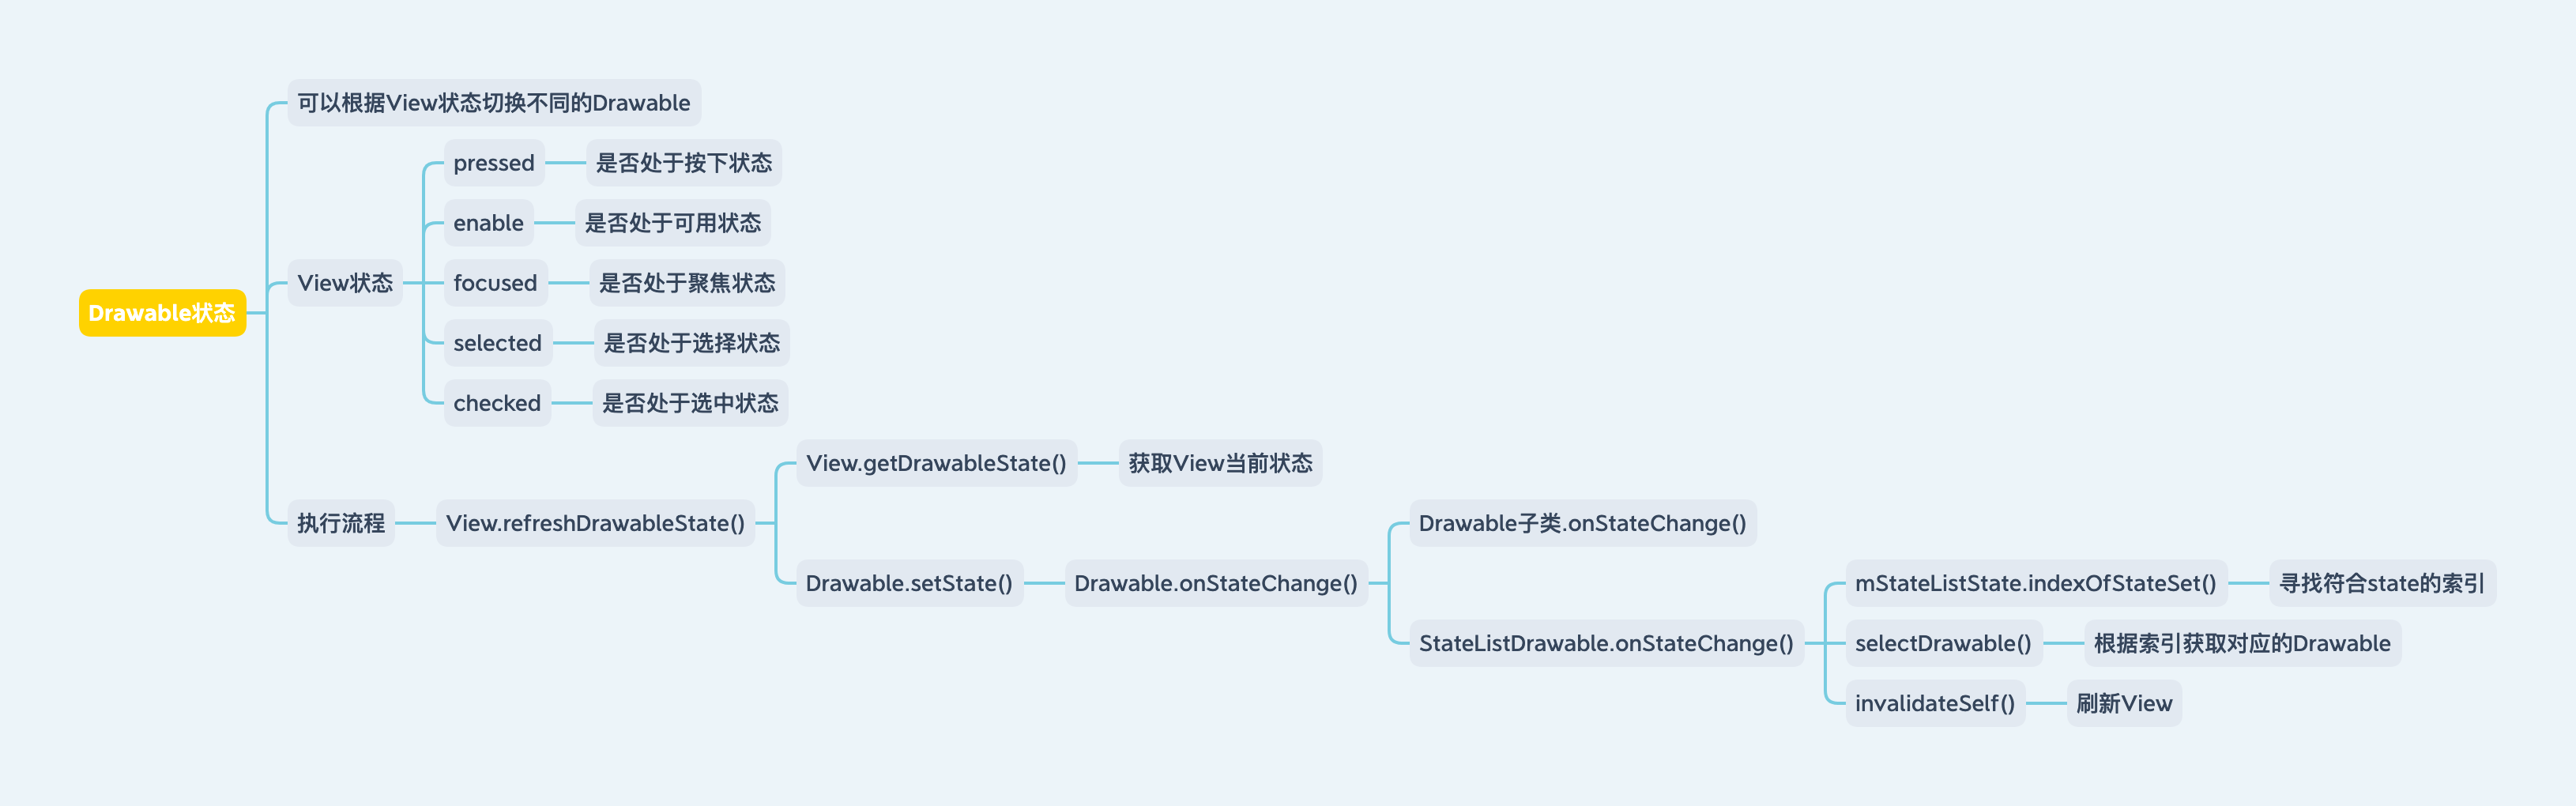 Drawable状态
可以根据View状态切换不同的Drawable
View状态
pressed
是否处于按下状态
enable
是否处于可用状态
focused
是否处于聚焦状态
selected
是否处于选择状态
checked
是否处于选中状态
执行流程
View.refreshDrawableState()
View.getDrawableState()
获取View当前状态
Drawable.setState()
Drawable.onStateChange()
Drawable子类.onStateChange()
StateListDrawable.onStateChange()
mStateListState.indexOfStateSet()
寻找符合state的索引
selectDrawable()
根据索引获取对应的Drawable
invalidateSelf()
刷新View